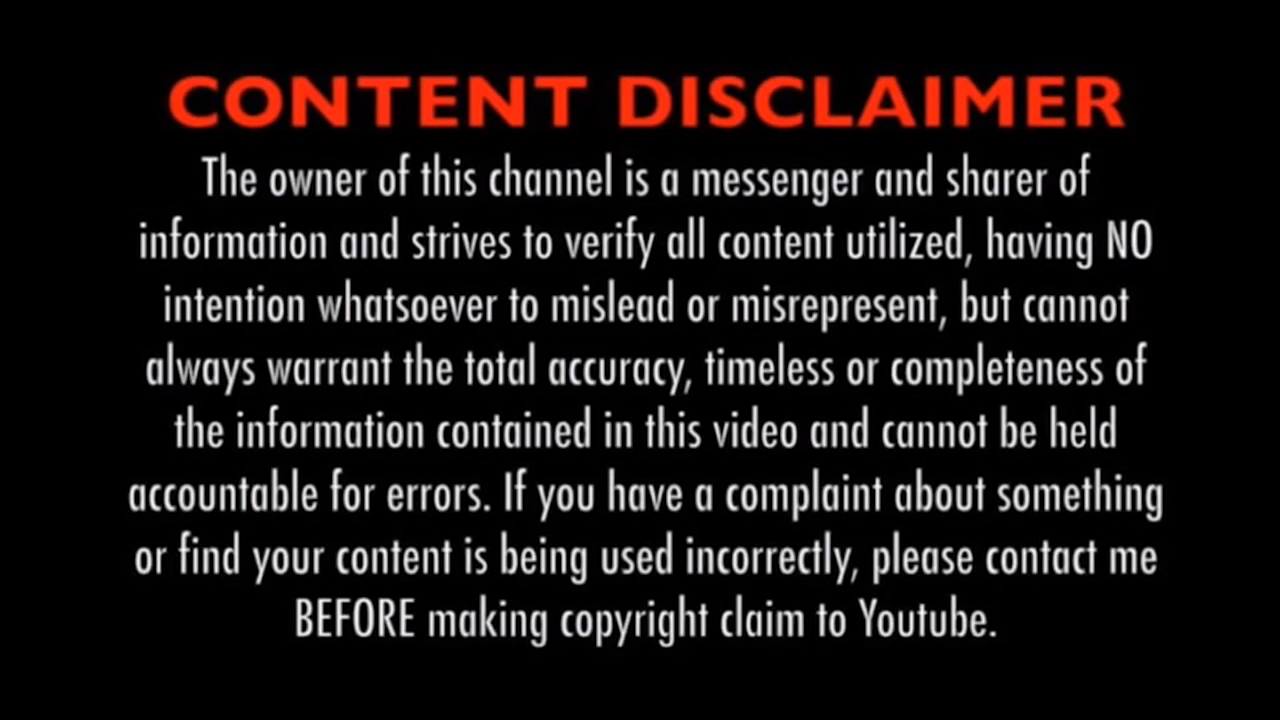 CONTENT DISCLAIMER
The owner of this channel is a messenger and sharer of
information and strives to verify all content utilized, having NO
intention whatsoever to mislead or misrepresent, but cannot
always warrant the total accuracy, timeless or completeness of
the information contained in this video and cannot be held
accountable for errors. If you have a complaint about something
or find your content is being used incorrectly, please contact me
BEFORE making copyright claim to Youtube.